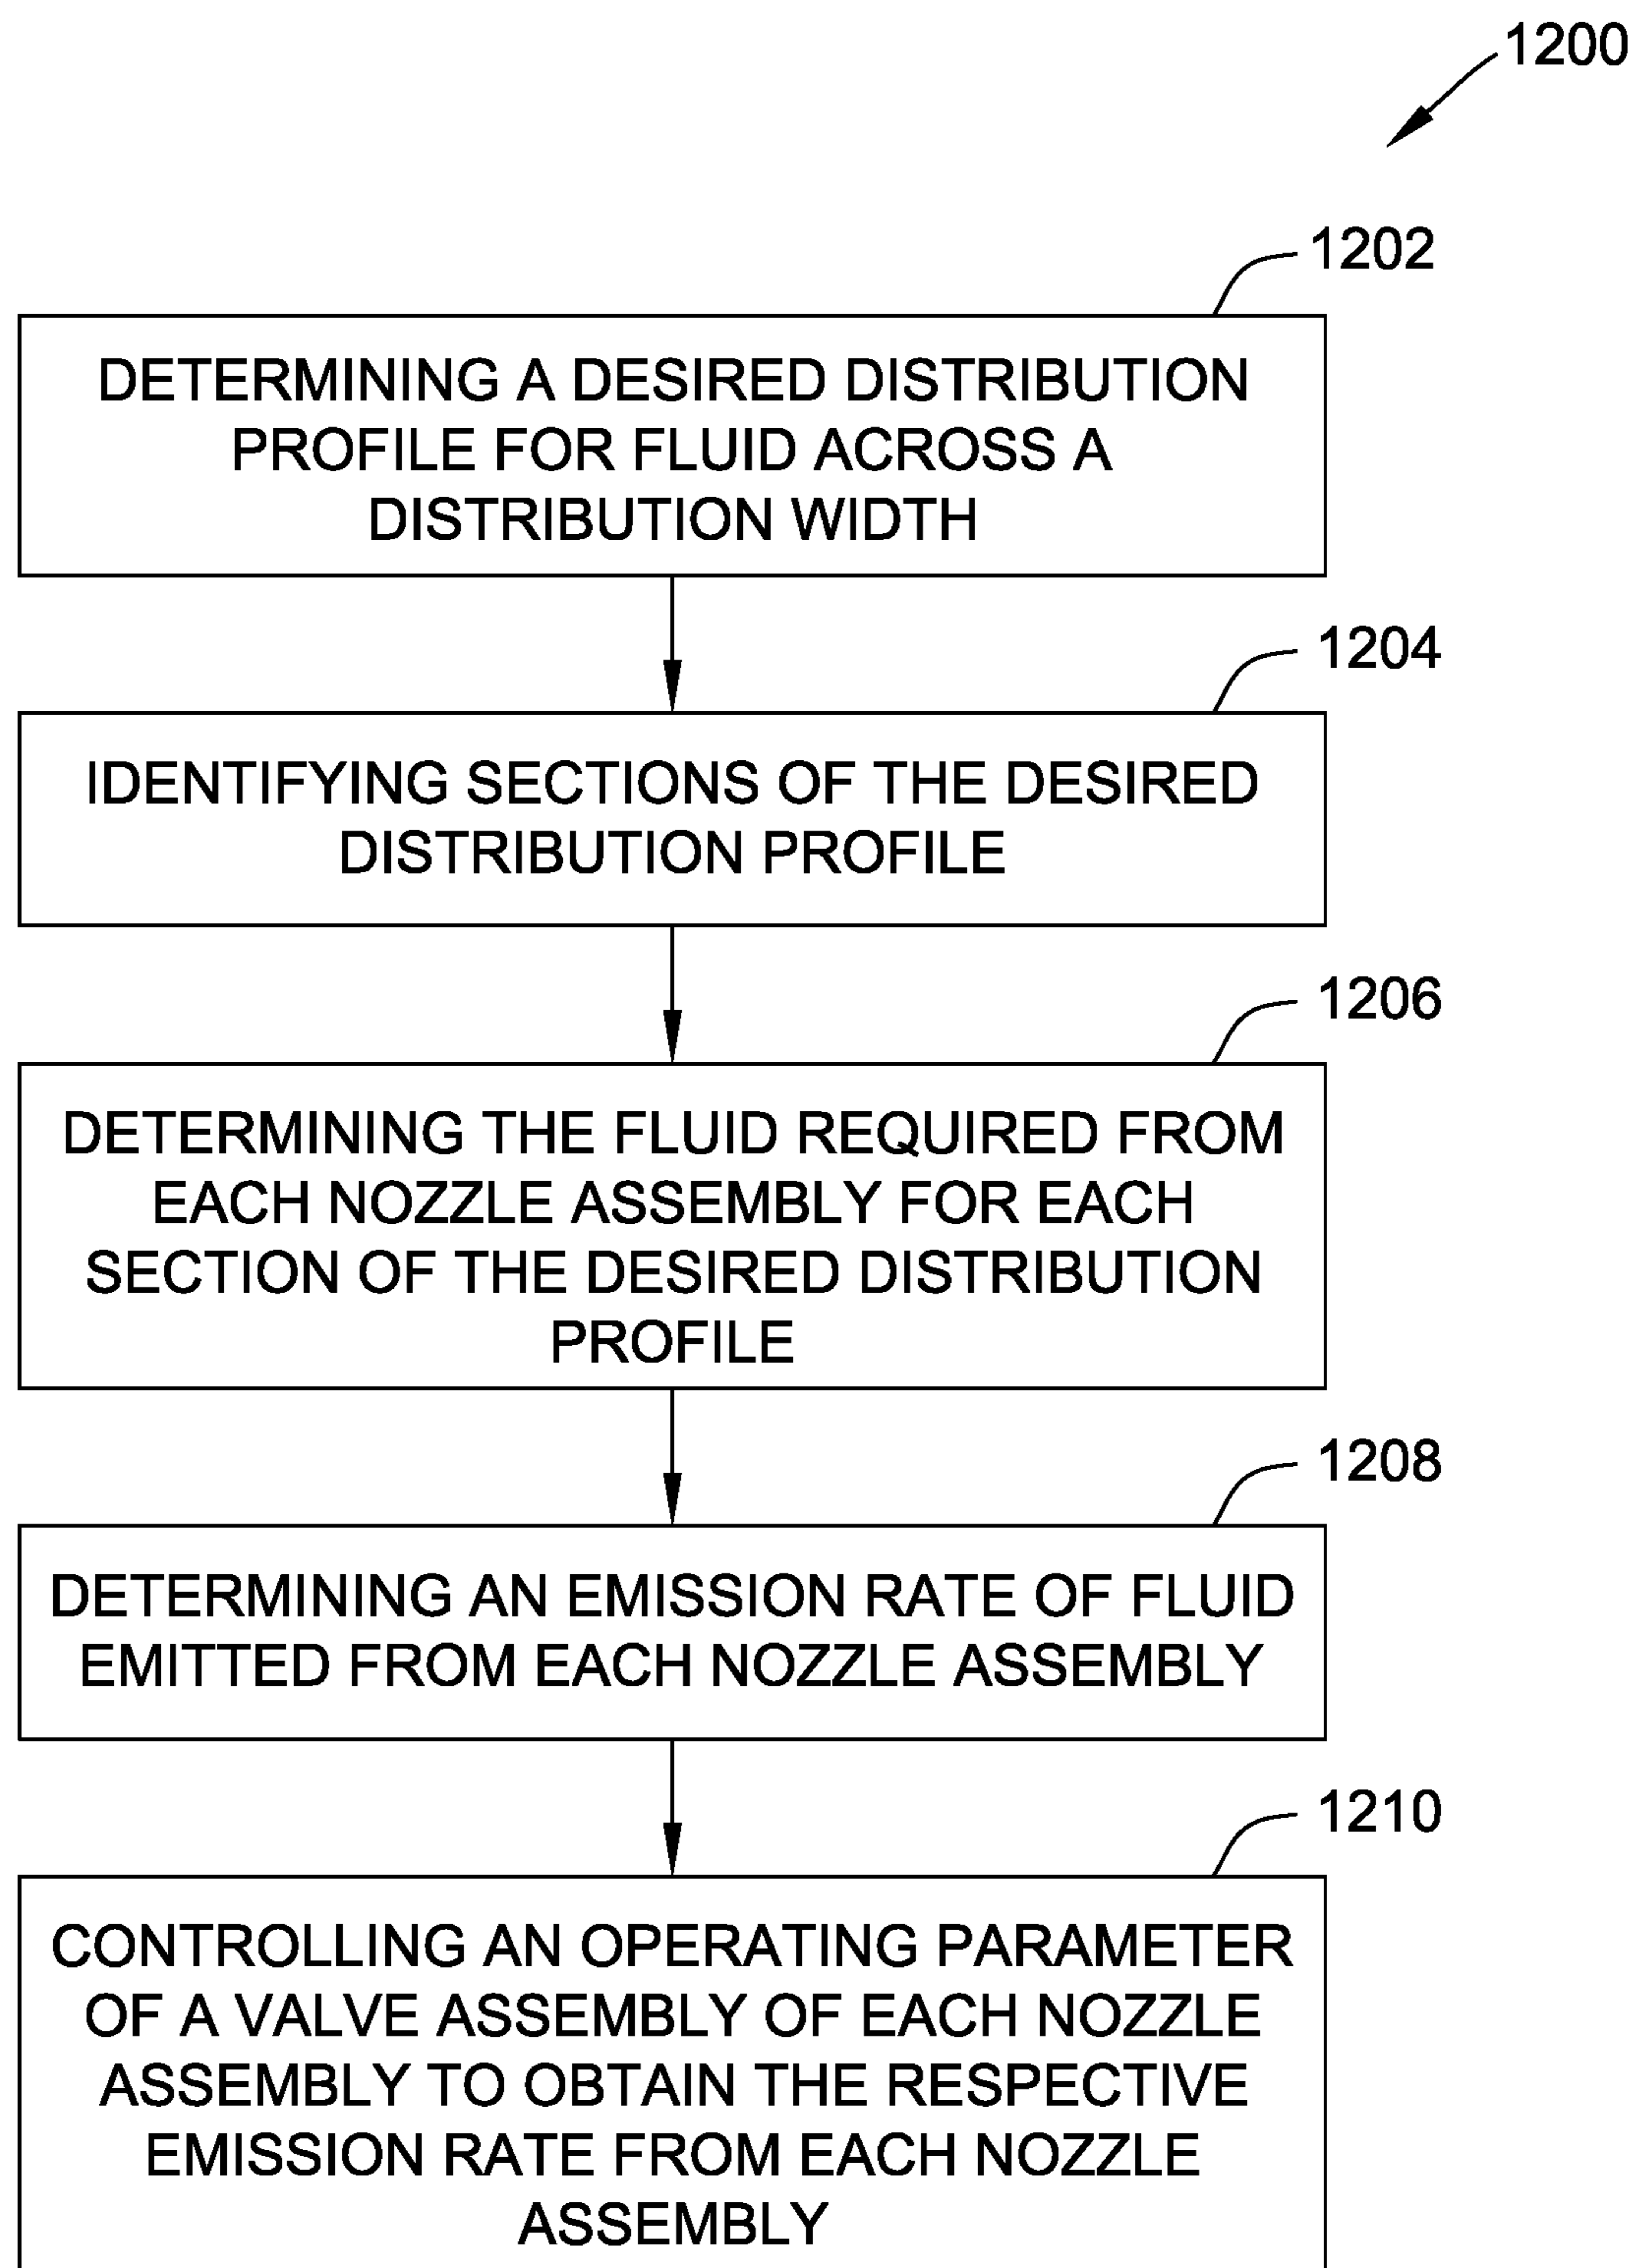 1200
1202
DETERMINING A DESIRED DISTRIBUTION
PROFILE FOR FLUID ACROSS A
DISTRIBUTION WIDTH
1204
IDENTIFYING SECTIONS OF THE DESIRED
DISTRIBUTION PROFILE
1206
DETERMINING THE FLUID REQUIRED FROM
EACH NOZZLE ASSEMBLY FOR EACH
SECTION OF THE DESIRED DISTRIBUTION
PROFILE
1208
DETERMINING AN EMISSION RATE OF FLUID
EMITTED FROM EACH NOZZLE ASSEMBLY
1210
CONTROLLING AN OPERATING PARAMETER
OF A VALVE ASSEMBLY OF EACH NOZZLE
ASSEMBLY TO OBTAIN THE RESPECTIVE
EMISSION RATE FROM EACH NOZZLE
ASSEMBLY